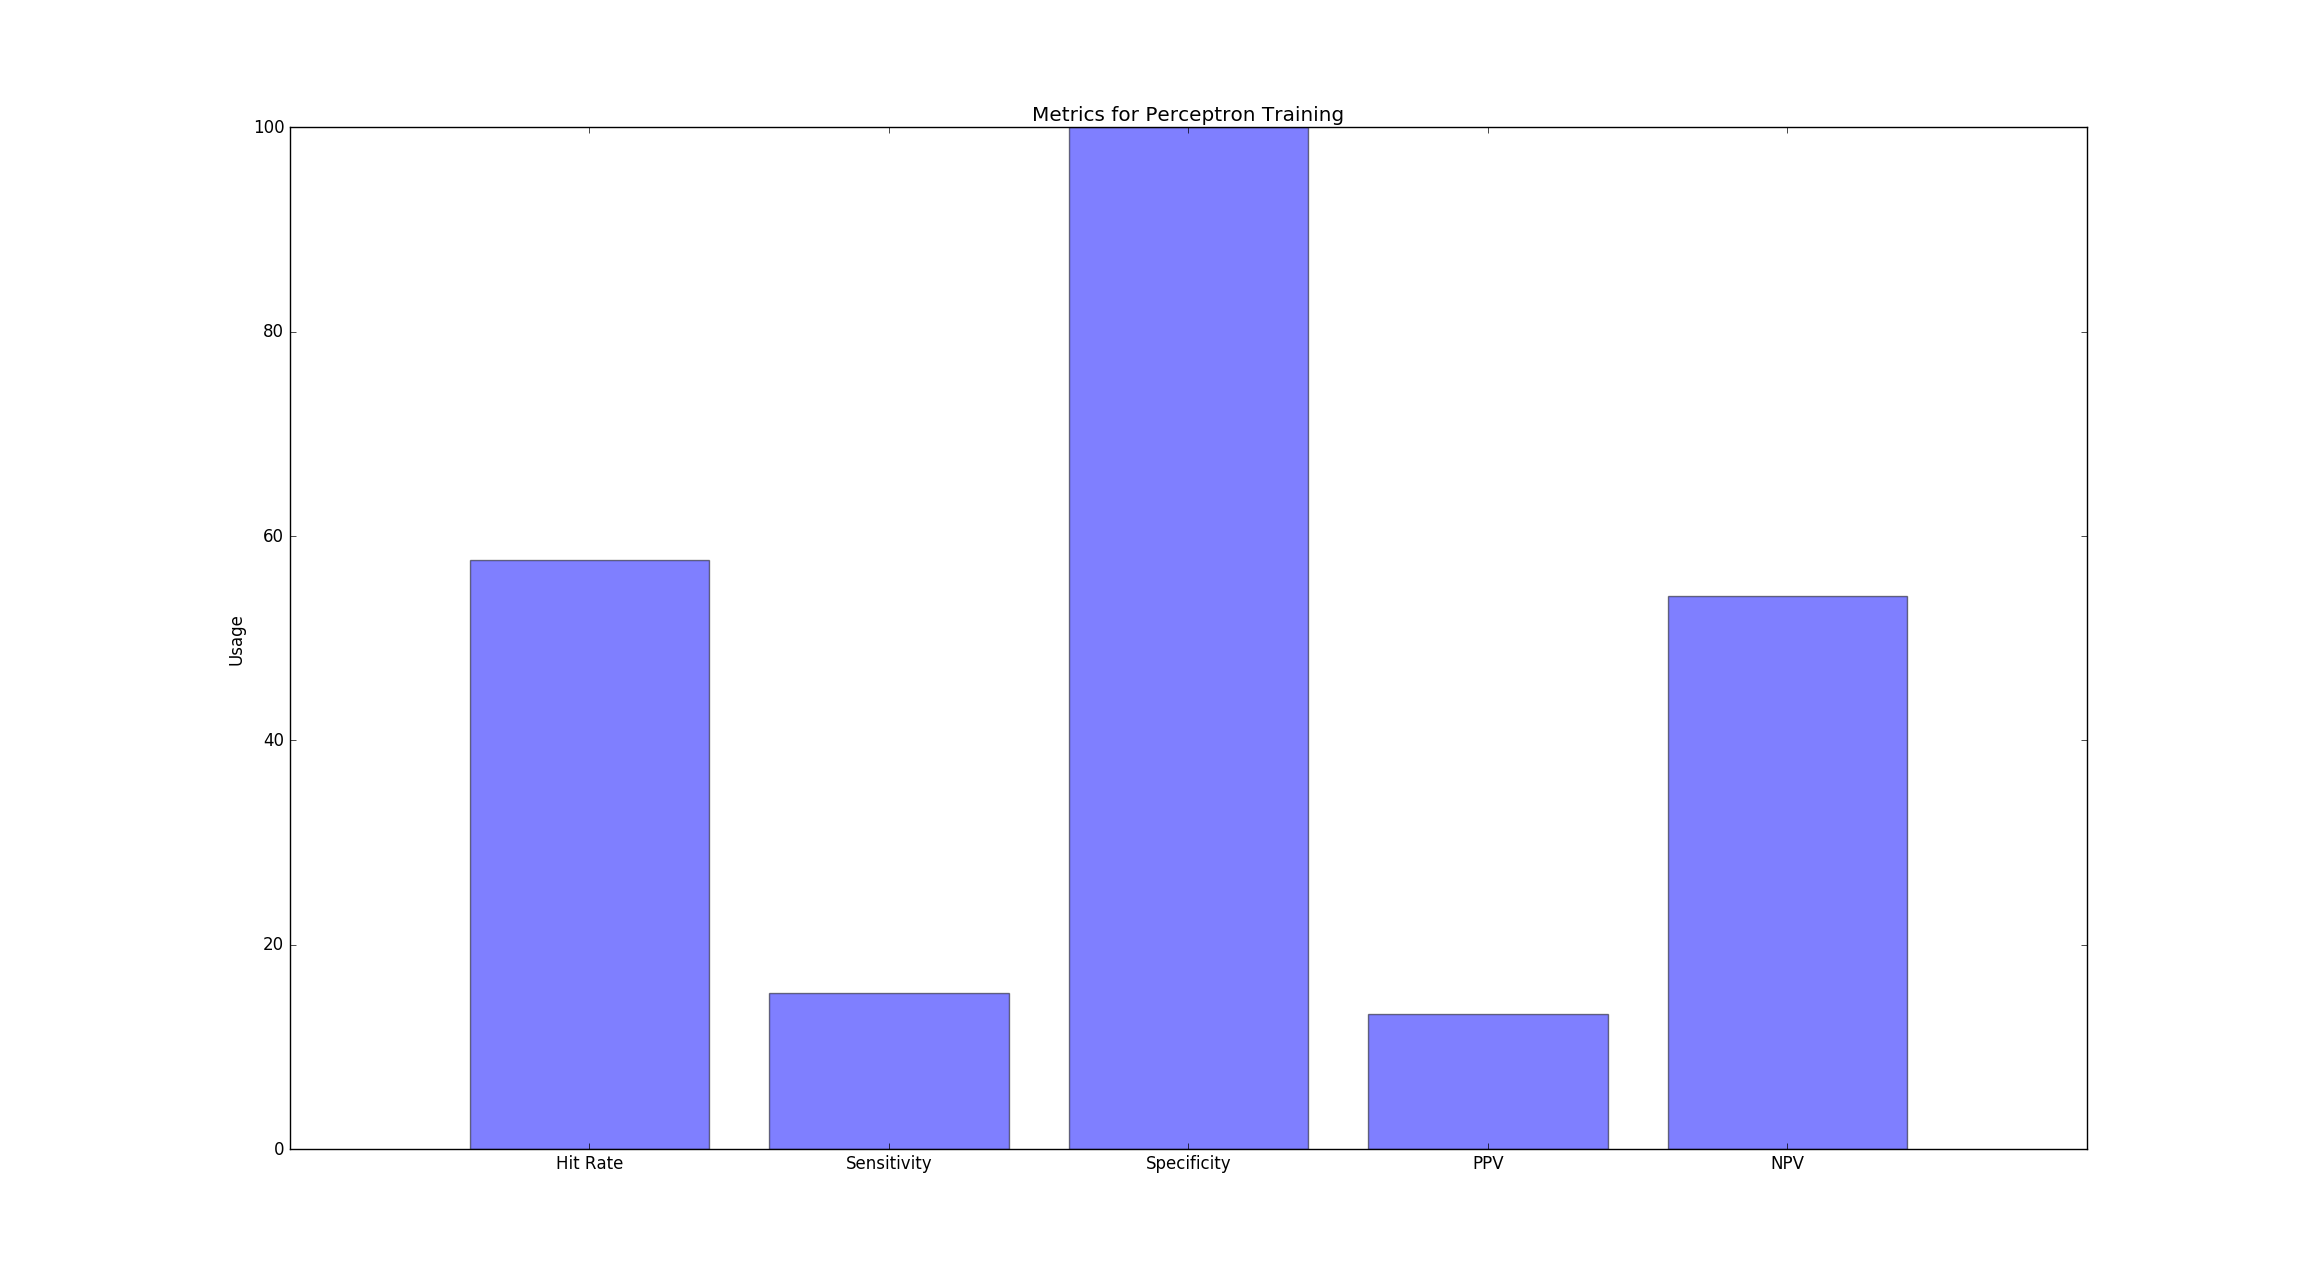 Metrics for Perceptron Training
100
80
60
40
20
0
Usage
Hit Rate
Sensitivity
Specificity
PPV
NPV